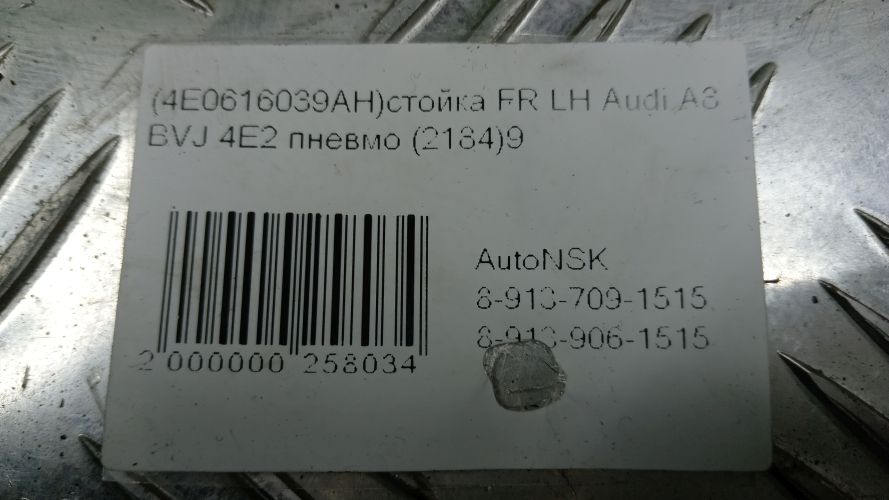 (4E0616039AH)стойка FR LH Audi A8
BVJ 4E2 пневмо (2184)9
AutoNSK
8-913-709-1515
8-913-906-1515
2 000000 258034